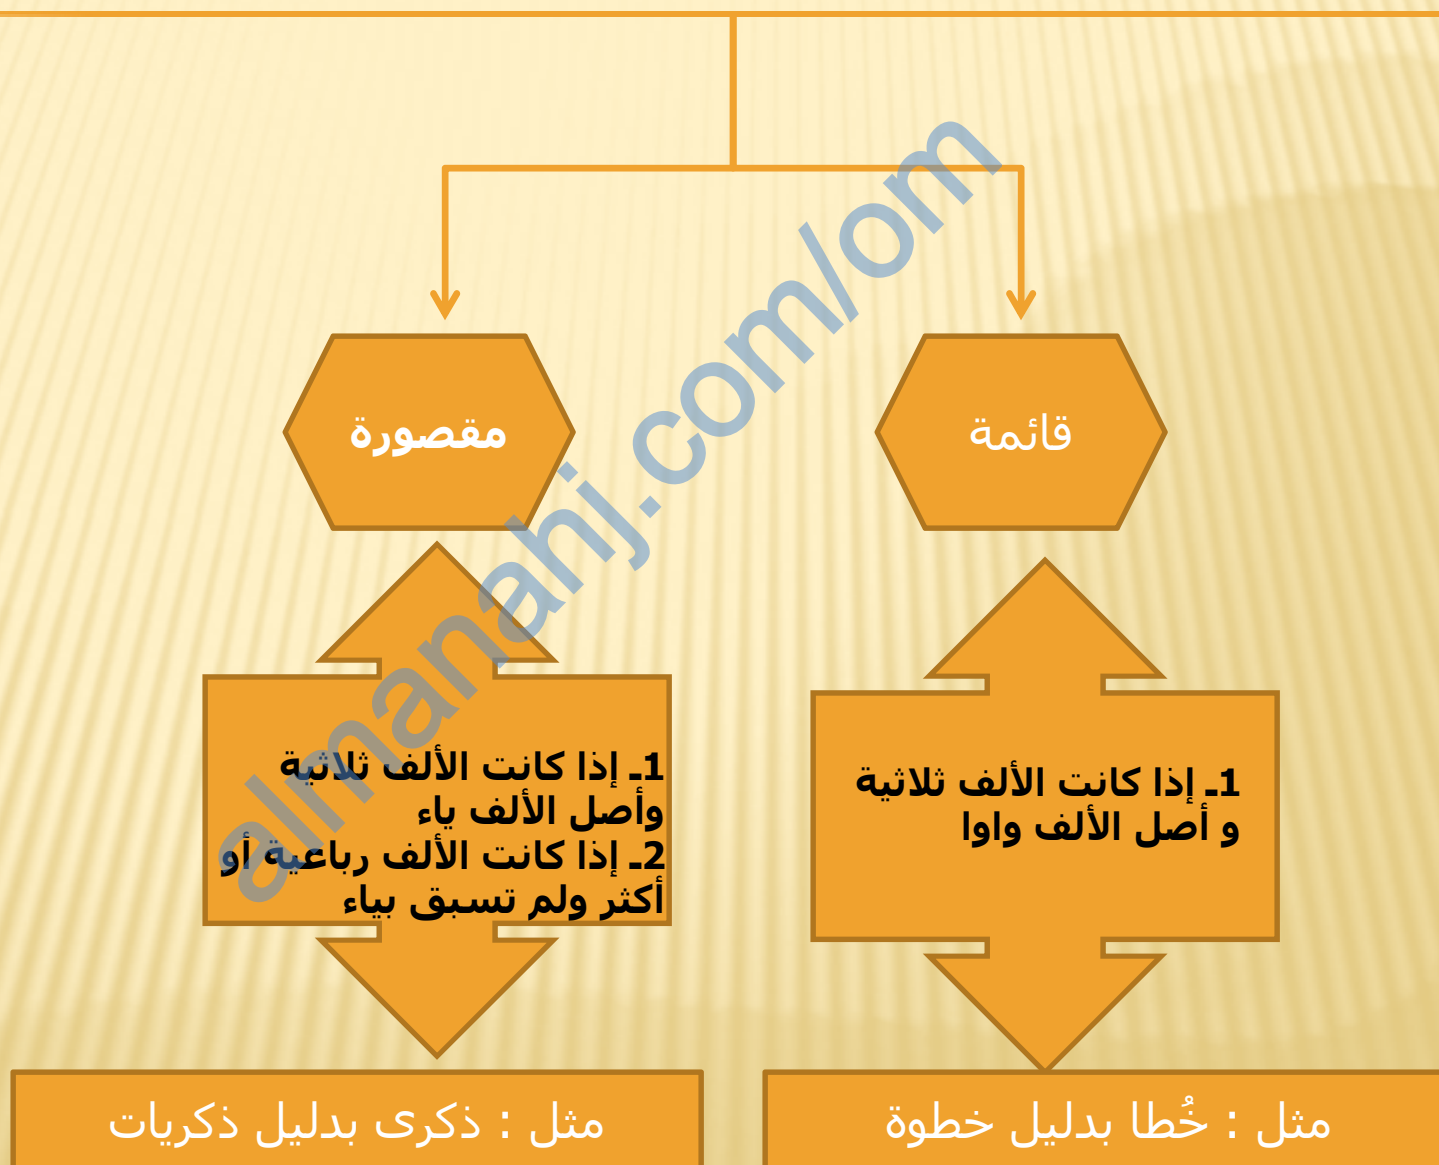 قائمة
مقصورة
1ـ إذا كانت الألف ثلاثية
و أصل الألف واوا
1ـ إذا كانت الألف ثلاثية
وأصل الألف ياء
2ـ إذا كانت الألف رباعية أو
أكثر ولم تسبق بياء
مثل : خُطا بدليل خطوة
مثل : ذكرى بدليل ذكريات
almanahj.com/om